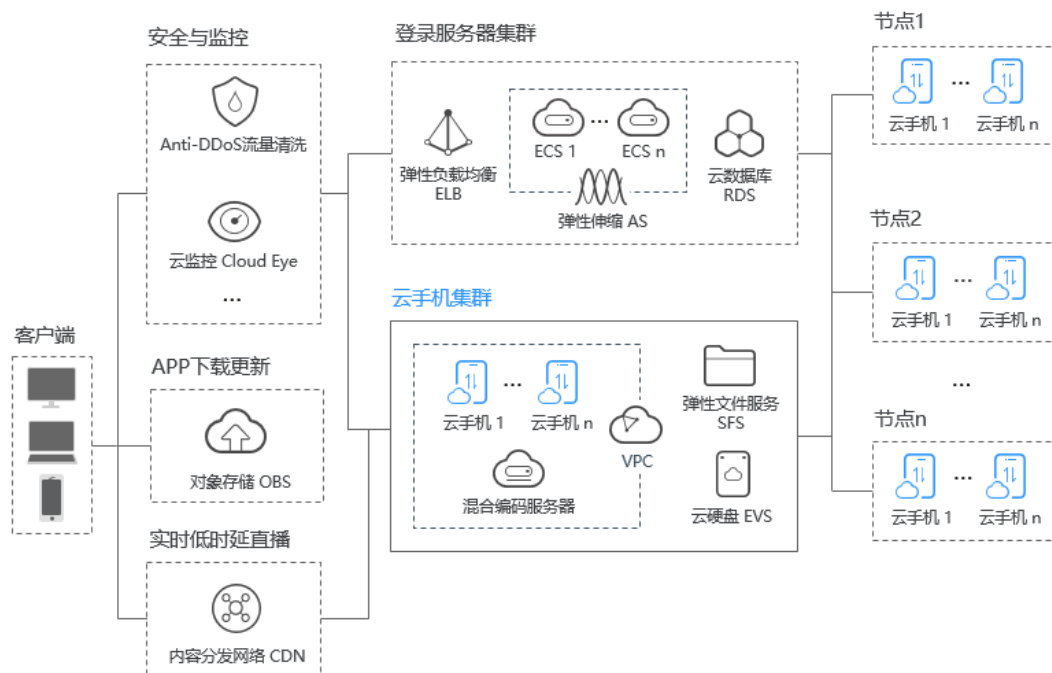 客户端
安全与监控
Anti-DDoS流量清洗
云监控 Cloud Eye
...
APP下载更新
对象存储 OBS
实时低时延直播
内容分发网络 CDN
登录服务器集群
弹性负载均衡
ELB
...
ECS 1
ECS n
弹性伸缩 AS
云数据库
RDS
云手机集群
...
云手机 1
云手机 n
混合编码服务器
VPC
弹性文件服务
SFS
云硬盘 EVS
节点1
...
云手机 1
云手机 n
节点2
...
云手机 1
云手机 n
...
节点n
...
云手机 1
云手机 n